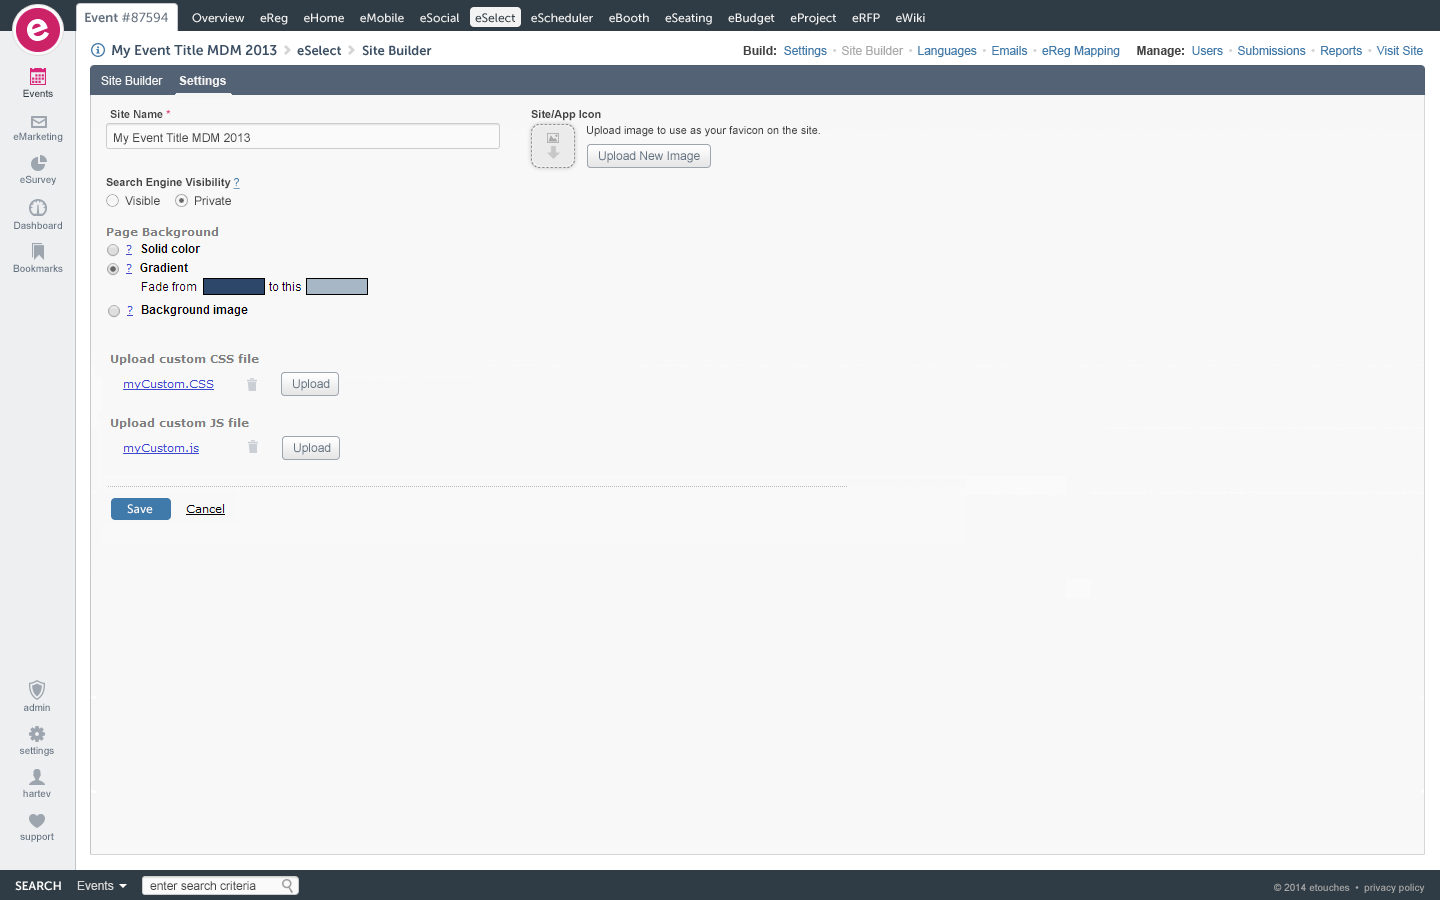 Event #87594 Overview eReg eHome eMobile eSocial eSelect eScheduler eBooth eSeating eBudget eProject eRFP eWiki
e
My Event Title MDM 2013 eSelect Site Builder
Build: Settings • Site Builder • Languages • Emails • eReg Mapping Manage: Users • Submissions • Reports • Visit Site
Site Builder Settings
Events
eMarketing
eSurvey
Dashboard
Bookmarks
Site Name *
My Event Title MDM 2013
Site/App Icon
Upload image to use as your favicon on the site.
Upload New Image
Search Engine Visibility ?
Visible Private
Page Background
? Solid color
? Gradient
Fade from to this
? Background image
Upload custom CSS file
myCustom.CSS Upload
Upload custom JS file
myCustom.js Upload
Save Cancel
admin
settings
hartev
support
SEARCH Events enter search criteria
© 2014 etouches • privacy policy